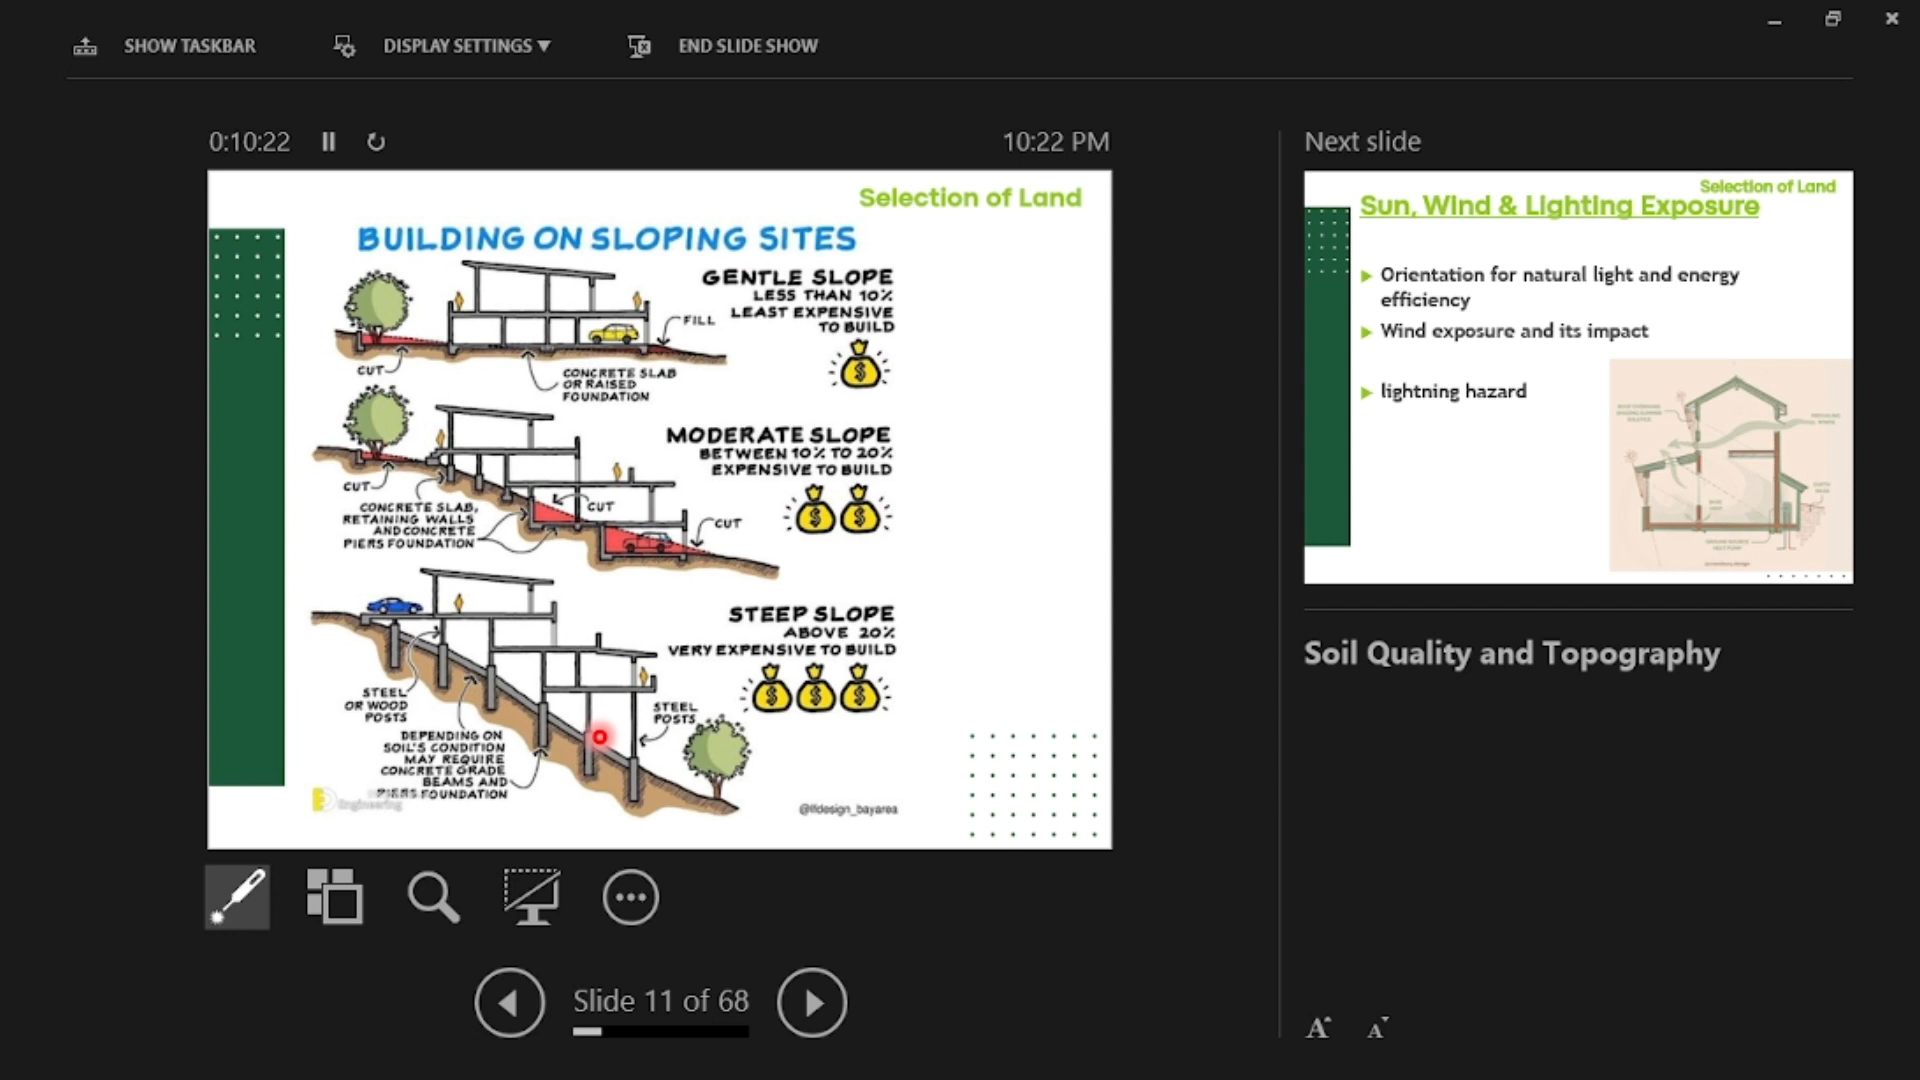 SHOW TASKBAR
DISPLAY SETTINGS ▼
END SLIDE SHOW
0:10:22
10:22 PM
Selection of Land
BUILDING ON SLOPING SITES
GENTLE SLOPE
LESS THAN 10%
LEAST EXPENSIVE
TO BUILD
FILL
CUT
CONCRETE SLAB
OR RAISED
FOUNDATION
MODERATE SLOPE
BETWEEN 10% TO 20%
EXPENSIVE TO BUILD
CUT
CUT
CUT
CONCRETE SLAB,
RETAINING WALLS
AND CONCRETE
PIERS FOUNDATION
STEEP SLOPE
ABOVE 20%
VERY EXPENSIVE TO BUILD
STEEL
OR WOOD
POSTS
STEEL
POSTS
DEPENDING ON
SOIL'S CONDITION
MAY REQUIRE
CONCRETE GRADE
BEAMS AND
PIERS FOUNDATION
Engineering
@lfdesign_bayarea
Slide 11 of 68
Next slide
Selection of Land
Sun, Wind & Lighting Exposure
Orientation for natural light and energy
efficiency
Wind exposure and its impact
lightning hazard
Soil Quality and Topography
A A